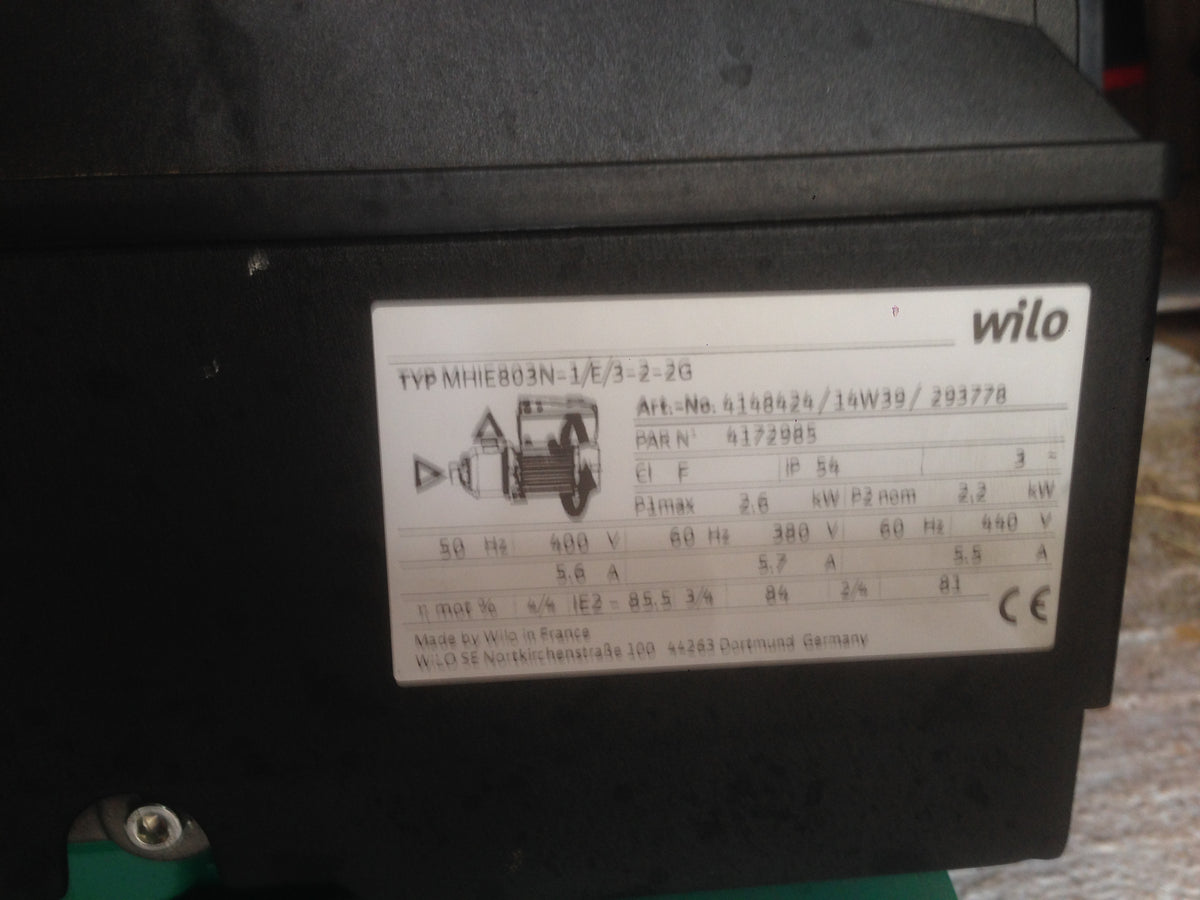 wilo
TYP MHIE803N-1/E/3-2-2G
Art.-No. 4148424/14W39/ 293778
PAR N° 4172985
Cl F IP 54 3 ~
P1max 2,6 kW P2 nom 2,2 kW
50 Hz 400 V 60 Hz 380 V 60 Hz 440 V
5.6 A 5.7 A 5.5 A
η mot % 4/4 IE2 - 85.5 3/4 84 2/4 81
CE
Made by Wilo in France
WILO SE Nortkirchenstraße 100 44263 Dortmund Germany